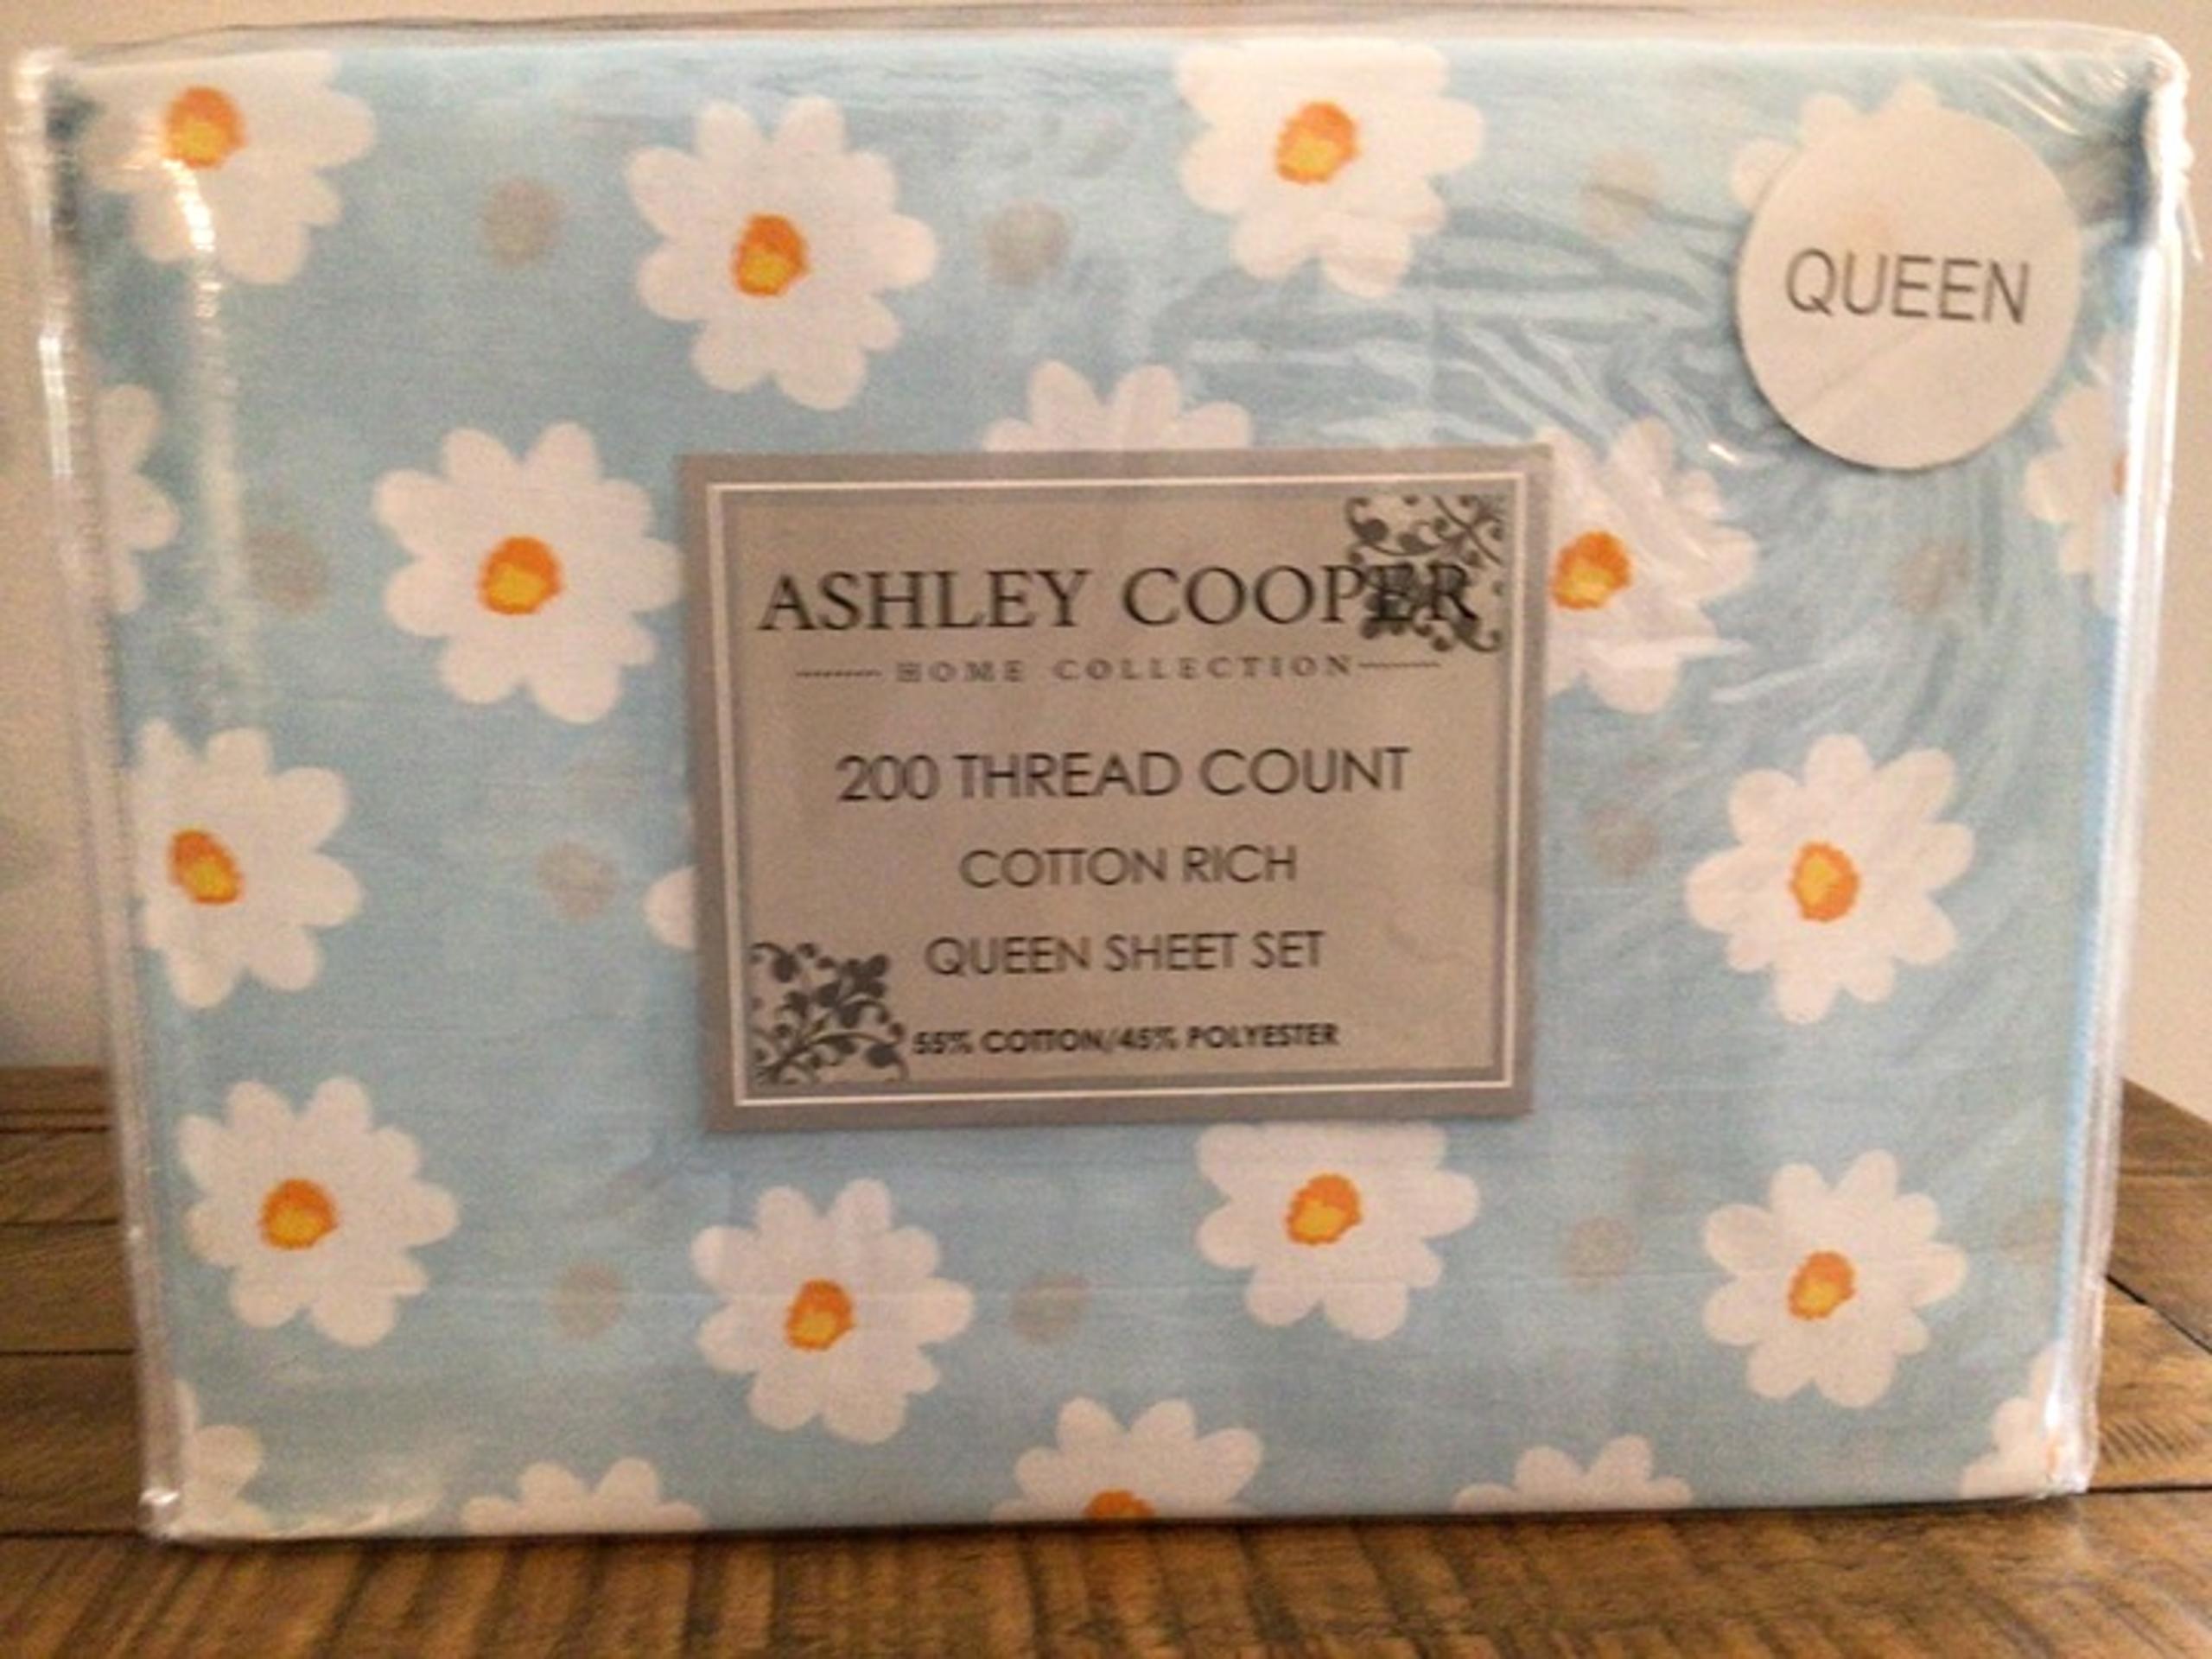 QUEEN
ASHLEY COOPER
HOME COLLECTION
200 THREAD COUNT
COTTON RICH
QUEEN SHEET SET
55% COTTON/45% POLYESTER